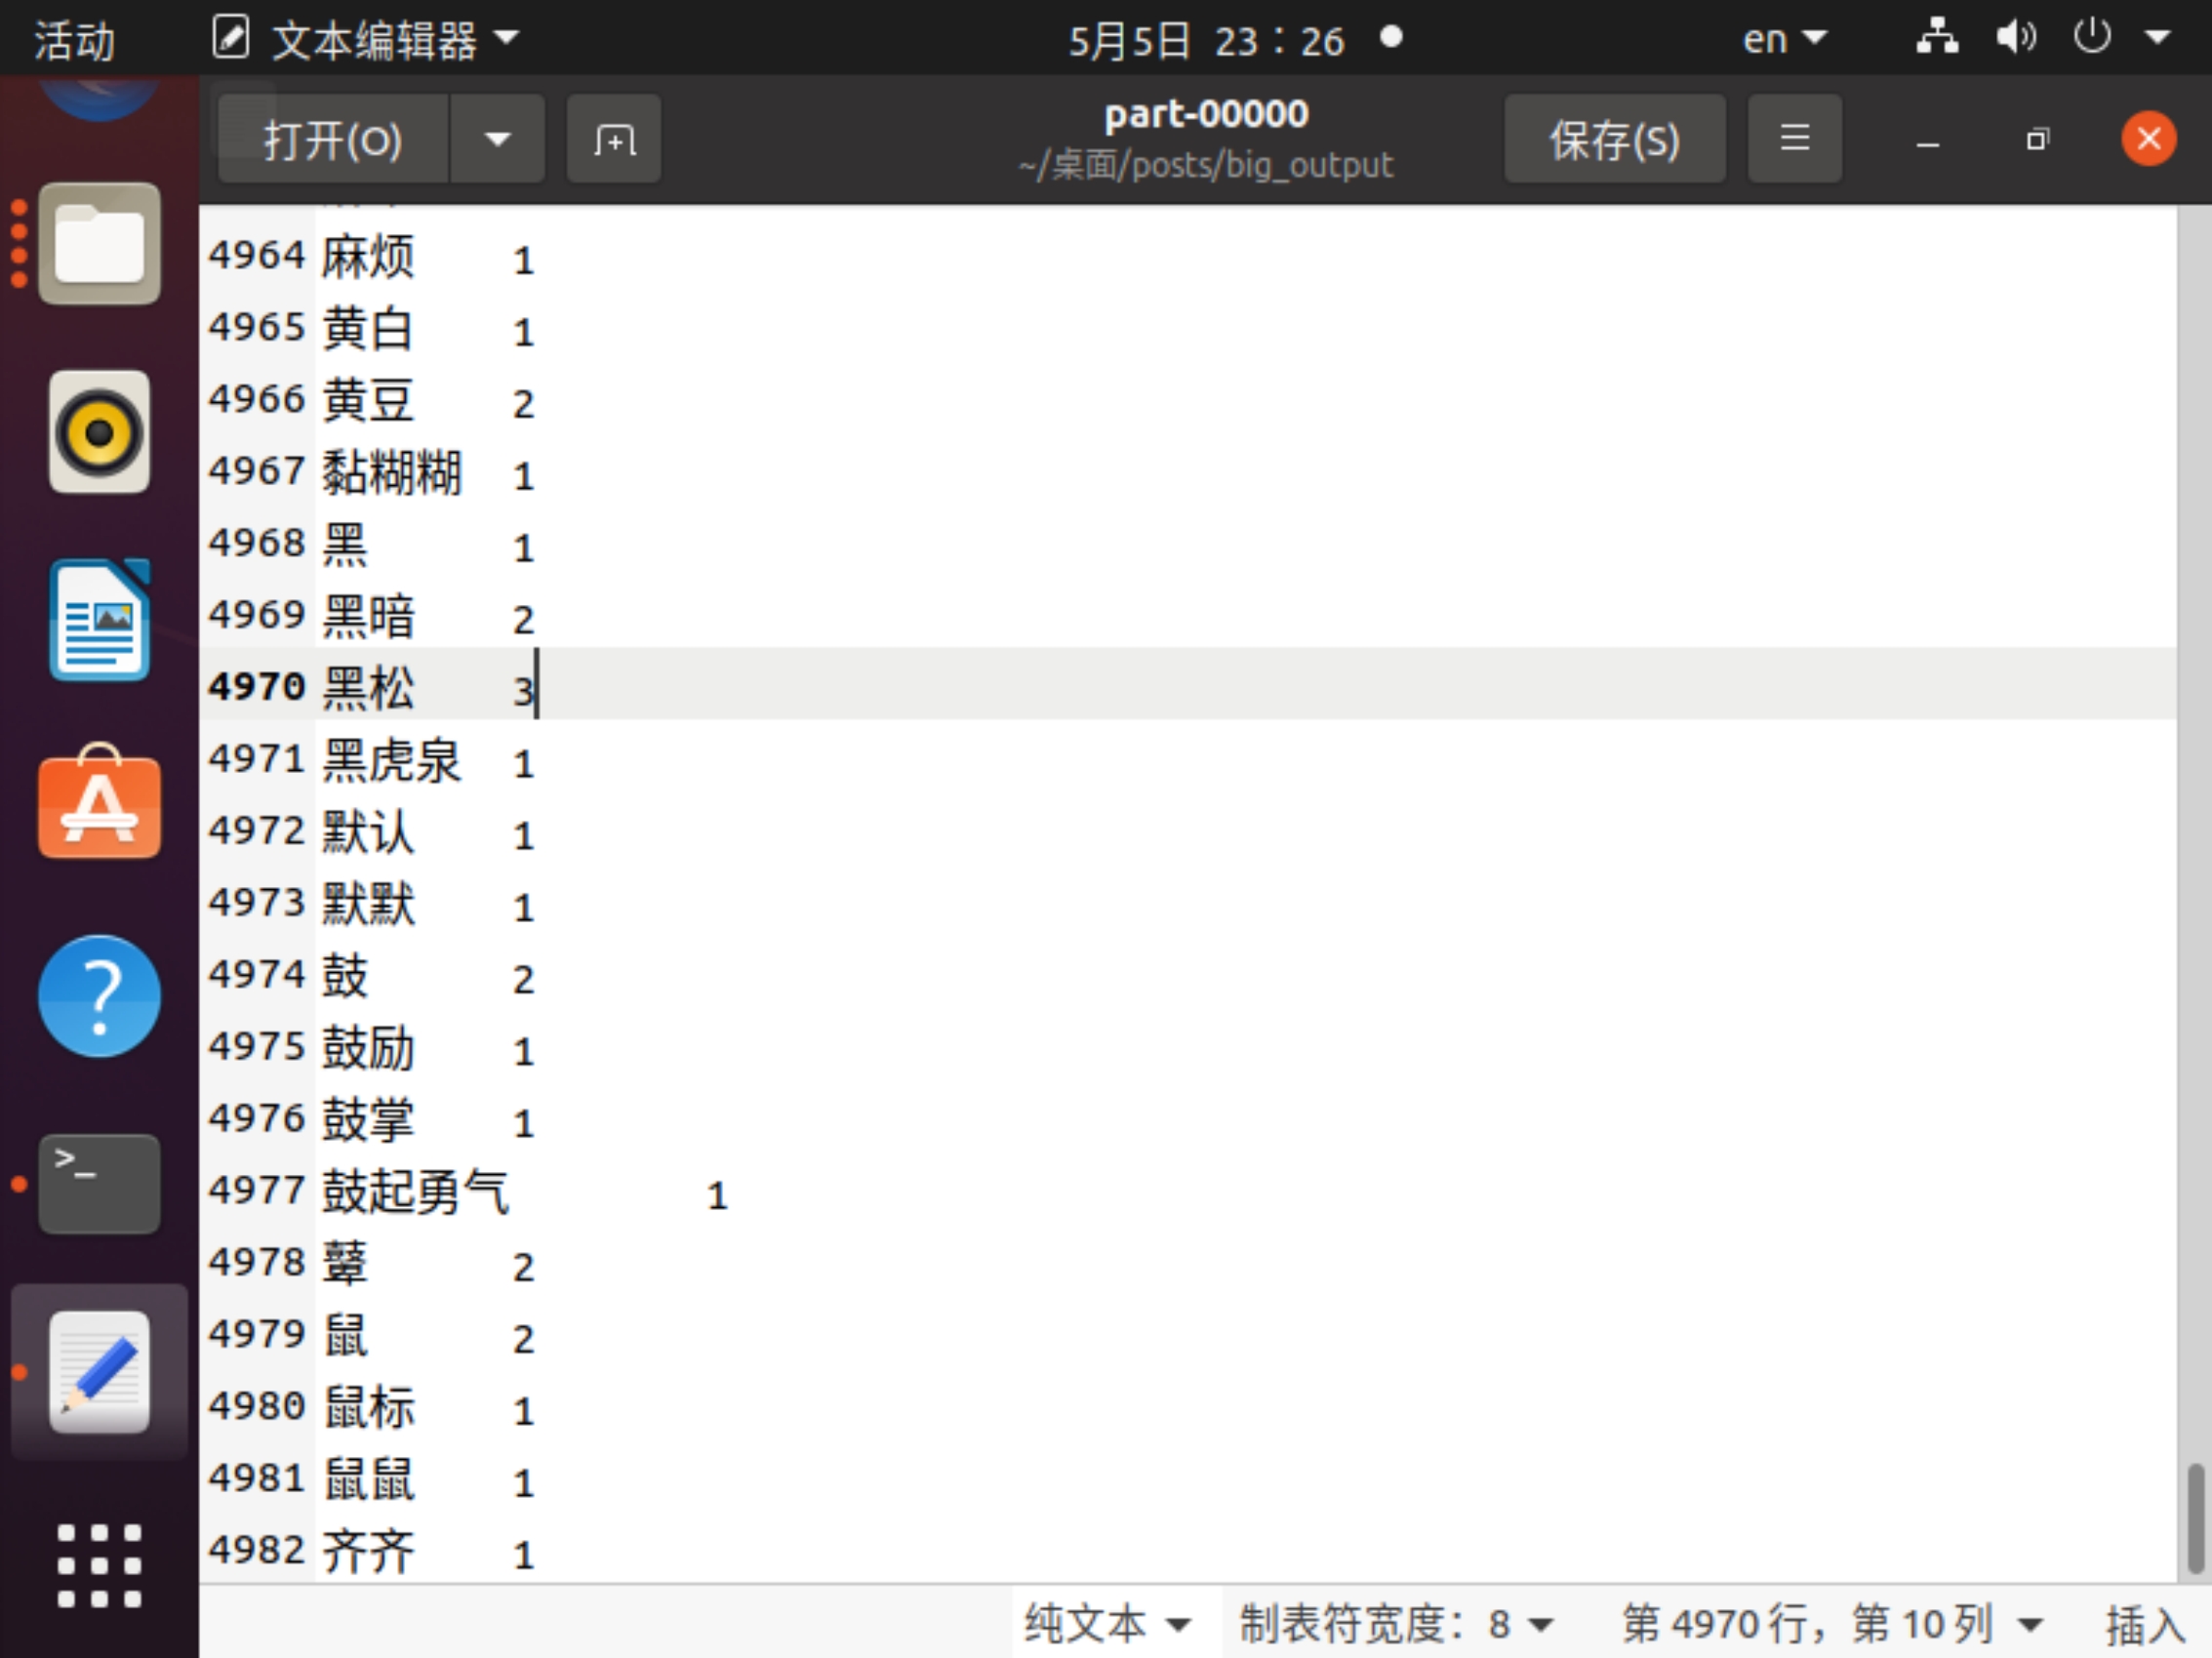 活动 文本编辑器 5月5日 23：26 en
打开(O) part-00000 保存(S)
~/桌面/posts/big_output
4964 麻烦 1
4965 黄白 1
4966 黄豆 2
4967 黏糊糊 1
4968 黑 1
4969 黑暗 2
4970 黑松 3
4971 黑虎泉 1
4972 默认 1
4973 默默 1
4974 鼓 2
4975 鼓励 1
4976 鼓掌 1
4977 鼓起勇气 1
4978 鼙 2
4979 鼠 2
4980 鼠标 1
4981 鼠鼠 1
4982 齐齐 1
纯文本 制表符宽度：8 第 4970 行，第 10 列 插入